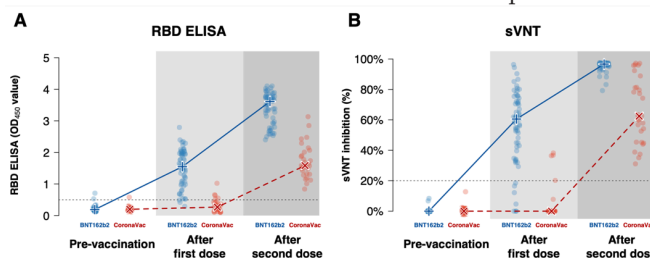 A
RBD ELISA
RBD ELISA (OD450 value)
5
4
3
2
1
0
BNT162b2 CoronaVac BNT162b2 CoronaVac BNT162b2 CoronaVac
Pre-vaccination
After
first dose
After
second dose
B
sVNT
sVNT inhibition (%)
100%
80%
60%
40%
20%
0%
BNT162b2 CoronaVac BNT162b2 CoronaVac BNT162b2 CoronaVac
Pre-vaccination
After
first dose
After
second dose